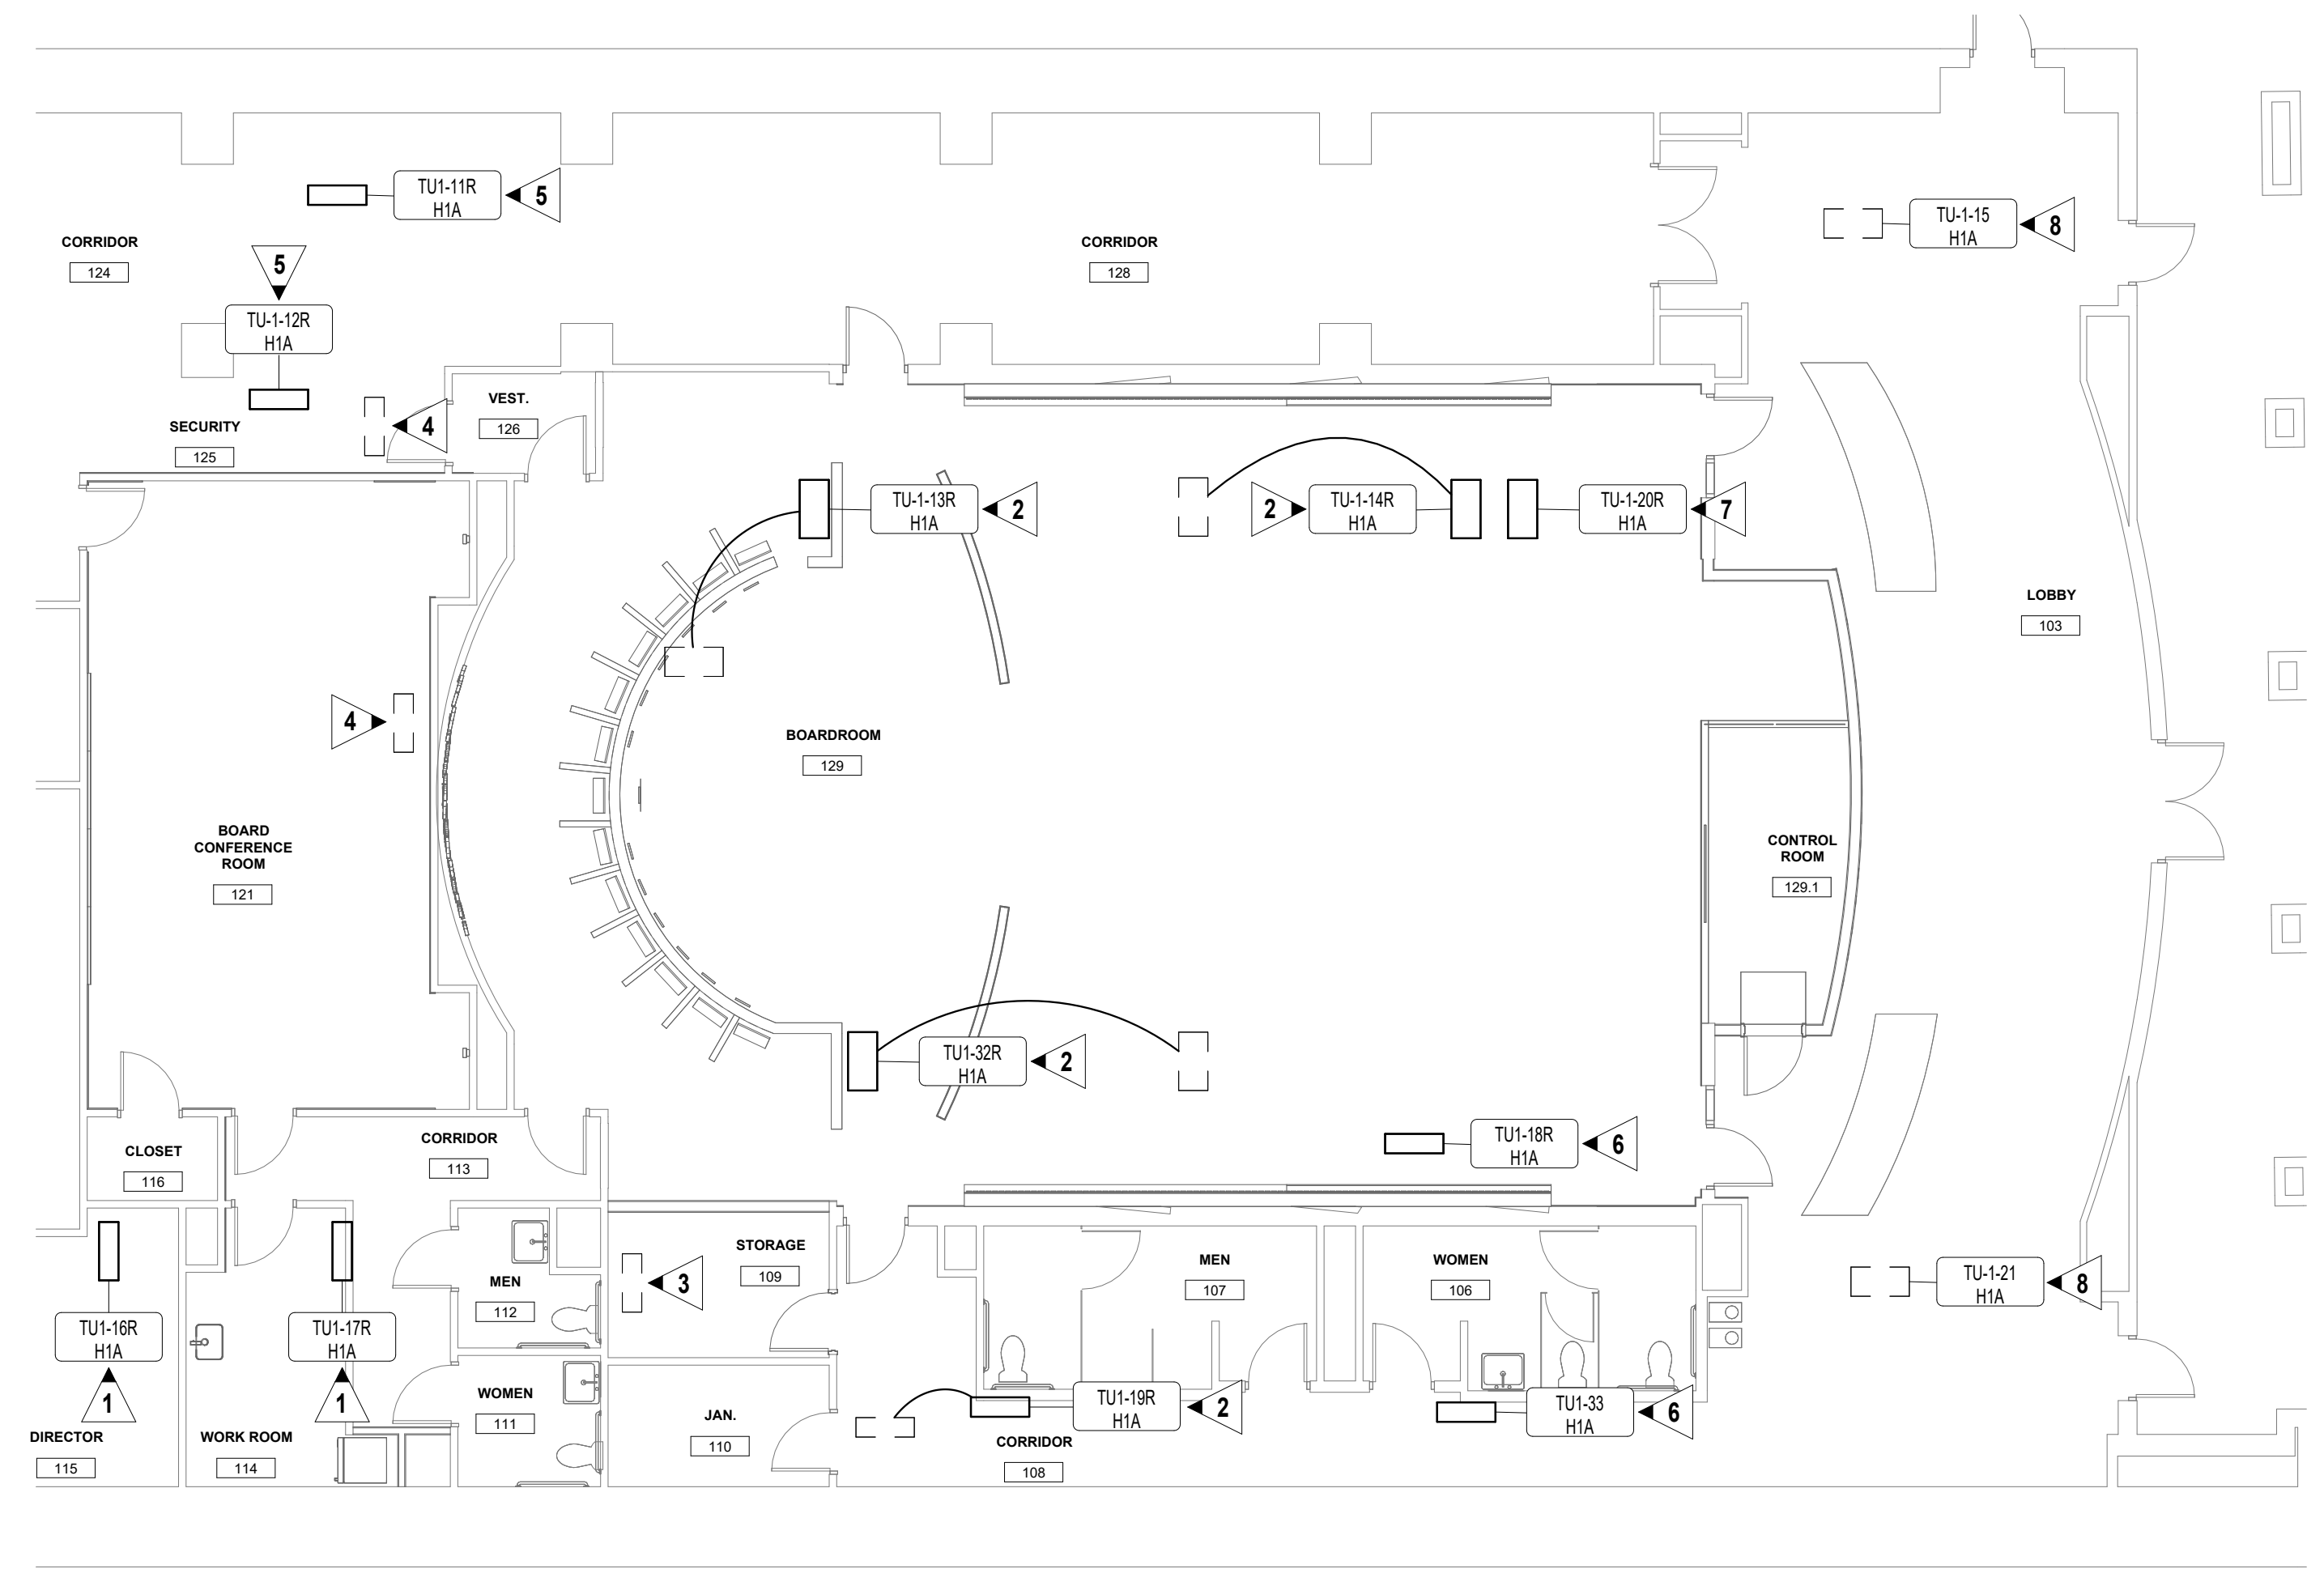 TU1-11R
H1A
5
TU-1-15
H1A
8
CORRIDOR
124
5
CORRIDOR
128
TU-1-12R
H1A
VEST.
126
4
SECURITY
125
TU-1-13R
H1A
2
2
TU-1-14R
H1A
TU-1-20R
H1A
7
LOBBY
103
4
BOARDROOM
129
BOARD
CONFERENCE
ROOM
121
CONTROL
ROOM
129.1
TU1-32R
H1A
2
CLOSET
116
CORRIDOR
113
TU1-18R
H1A
6
STORAGE
109
3
MEN
112
MEN
107
WOMEN
106
TU-1-21
H1A
8
TU1-16R
H1A
1
TU1-17R
H1A
1
WOMEN
111
TU1-19R
H1A
2
TU1-33
H1A
6
DIRECTOR
115
WORK ROOM
114
JAN.
110
CORRIDOR
108